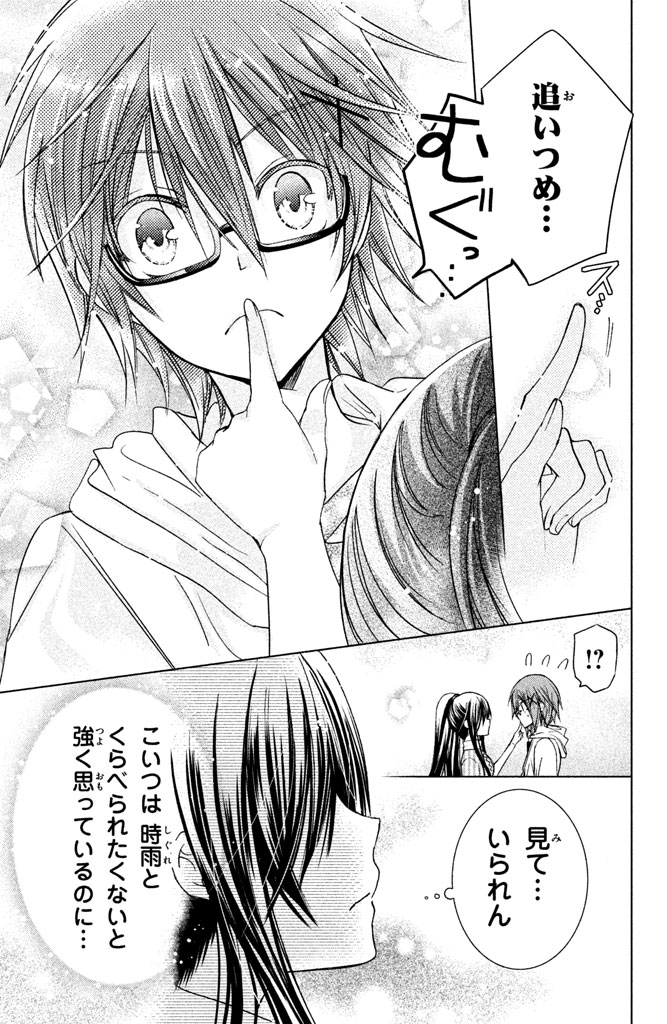 追いつめ…
おむぐっ…
ス…
!?
見て…
いられん
こいつは時雨と
くらべられたくないと
強く思っているのに…